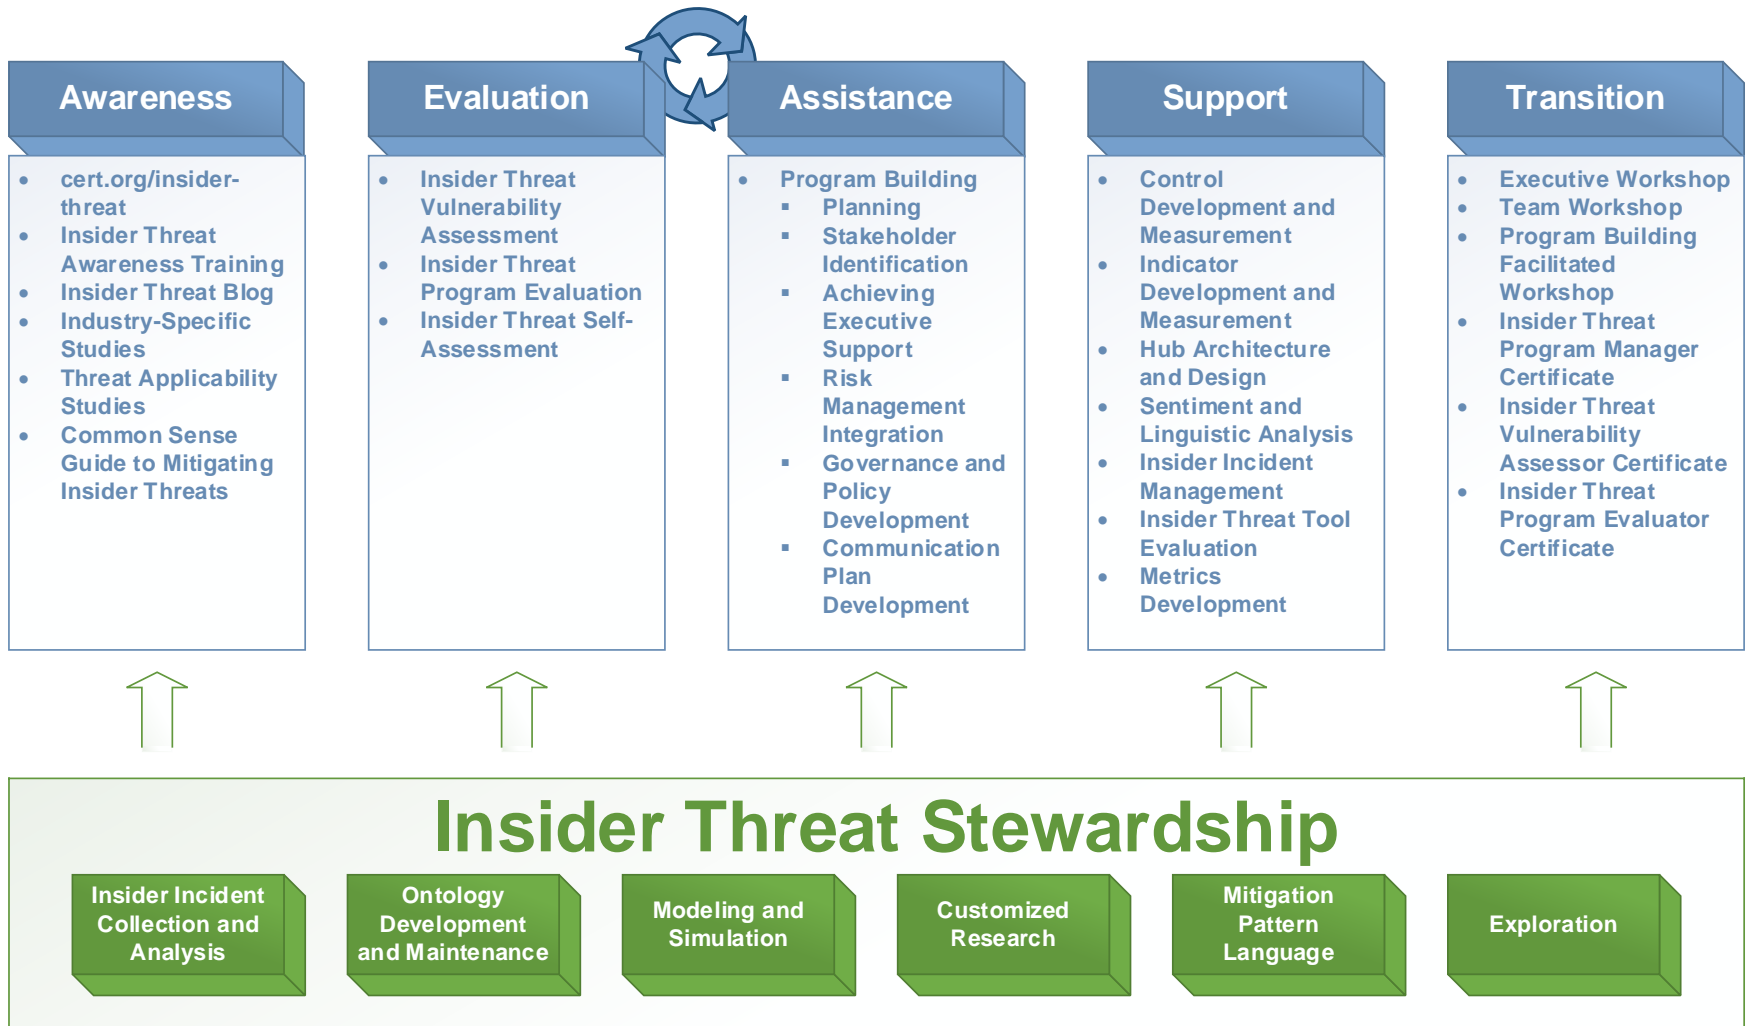 Awareness
cert.org/insider-
threat
Insider Threat
Awareness Training
Insider Threat Blog
Industry-Specific
Studies
Threat Applicability
Studies
Common Sense
Guide to Mitigating
Insider Threats
Evaluation
Insider Threat
Vulnerability
Assessment
Insider Threat
Program Evaluation
Insider Threat Self-
Assessment
Assistance
Program Building
Planning
Stakeholder
Identification
Achieving
Executive
Support
Risk
Management
Integration
Governance and
Policy
Development
Communication
Plan
Development
Support
Control
Development and
Measurement
Indicator
Development and
Measurement
Hub Architecture
and Design
Sentiment and
Linguistic Analysis
Insider Incident
Management
Insider Threat Tool
Evaluation
Metrics
Development
Transition
Executive Workshop
Team Workshop
Program Building
Facilitated
Workshop
Insider Threat
Program Manager
Certificate
Insider Threat
Vulnerability
Assessor Certificate
Insider Threat
Program Evaluator
Certificate
Insider Threat Stewardship
Insider Incident
Collection and
Analysis
Ontology
Development
and Maintenance
Modeling and
Simulation
Customized
Research
Mitigation
Pattern
Language
Exploration